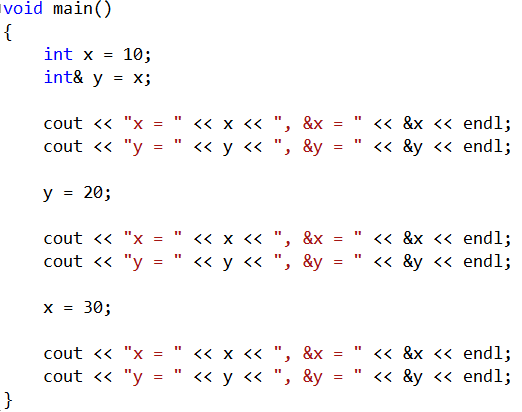 void main()
{
    int x = 10;
    int& y = x;

    cout << "x = " << x << ", &x = " << &x << endl;
    cout << "y = " << y << ", &y = " << &y << endl;

    y = 20;

    cout << "x = " << x << ", &x = " << &x << endl;
    cout << "y = " << y << ", &y = " << &y << endl;

    x = 30;

    cout << "x = " << x << ", &x = " << &x << endl;
    cout << "y = " << y << ", &y = " << &y << endl;
}